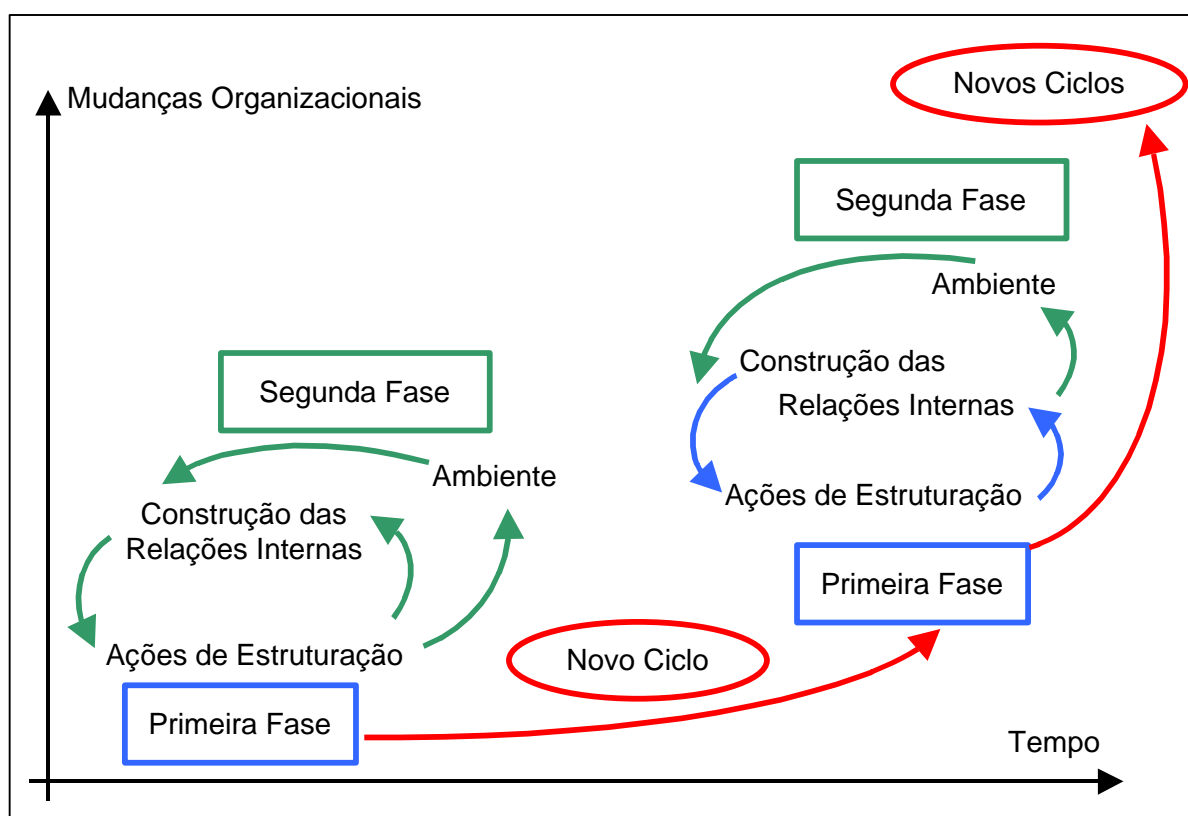 Novos Ciclos
Mudanças Organizacionais
Segunda Fase
Ambiente
Construção das
Relações Internas
Ações de Estruturação
Primeira Fase
Segunda Fase
Ambiente
Construção das
Relações Internas
Ações de Estruturação
Novo Ciclo
Primeira Fase
Tempo